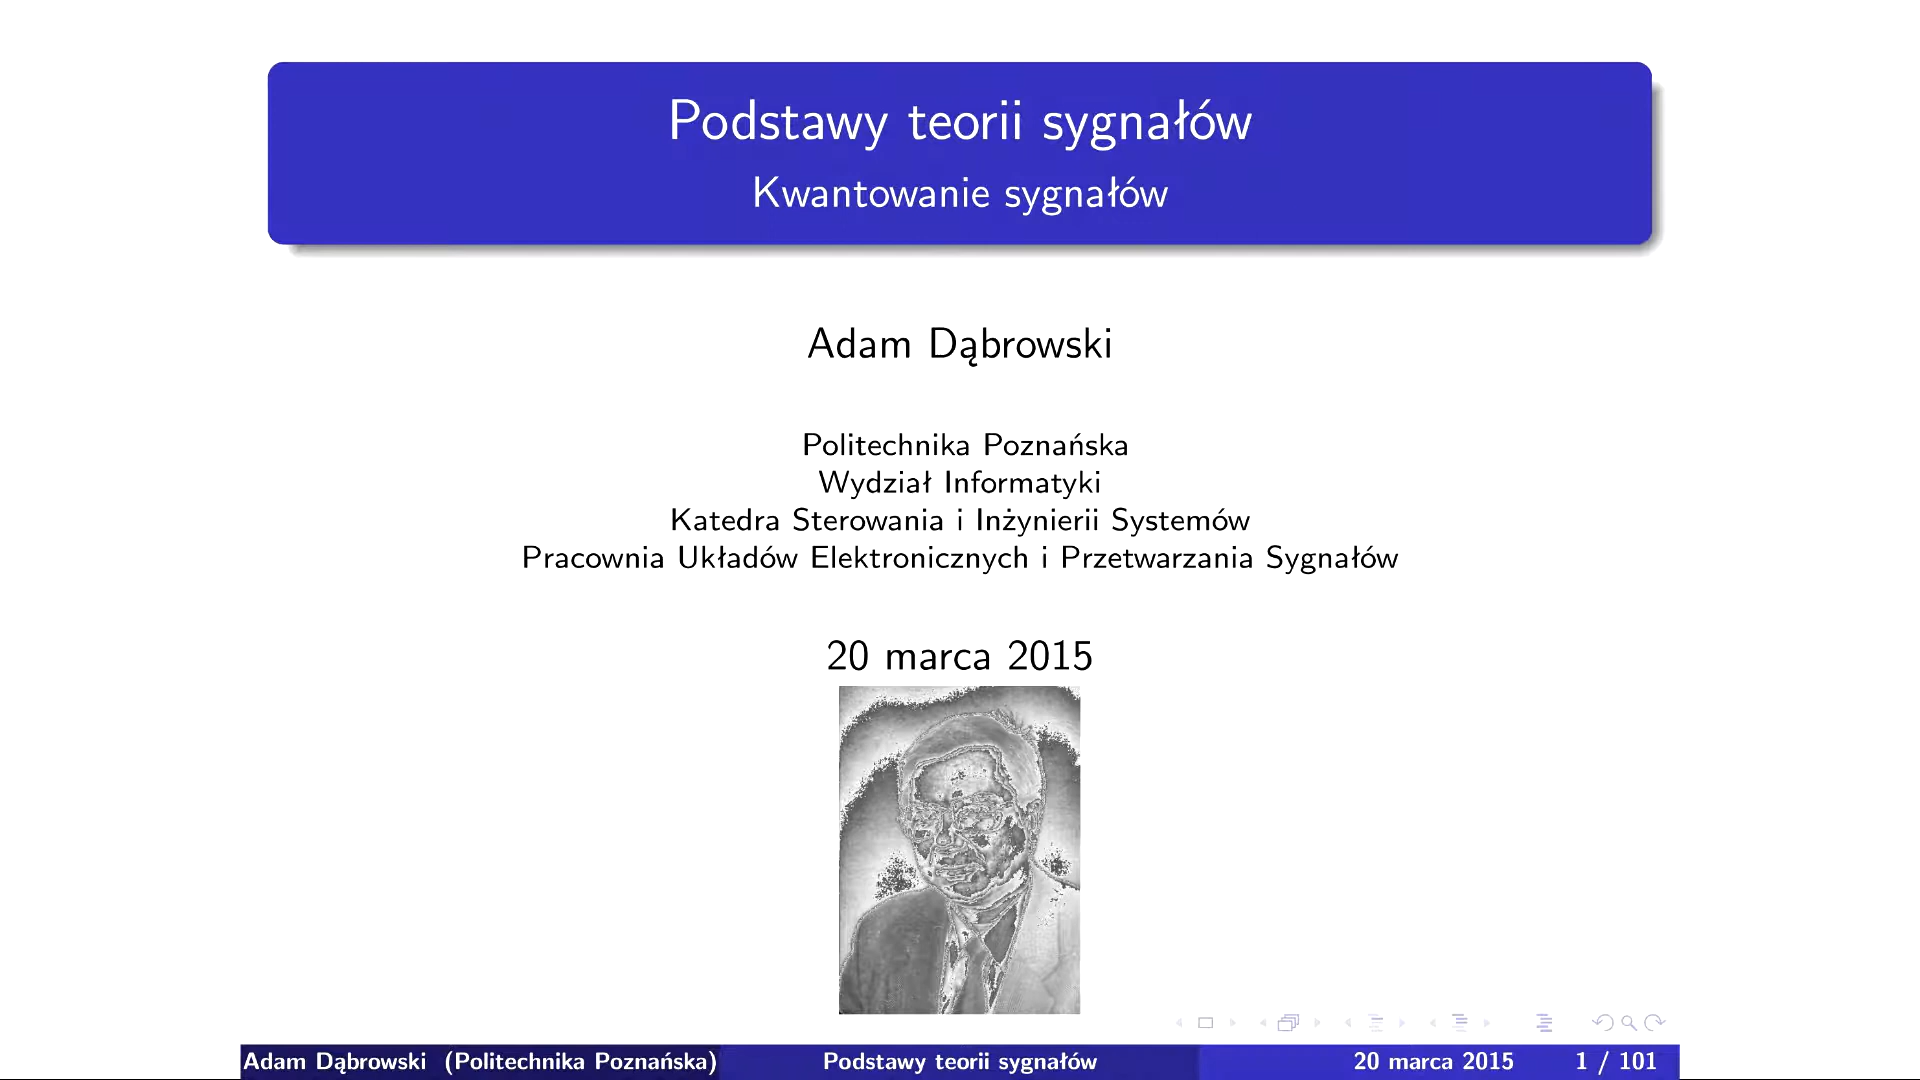 Podstawy teorii sygnałów
Kwantowanie sygnałów
Adam Dąbrowski
Politechnika Poznańska
Wydział Informatyki
Katedra Sterowania i Inżynierii Systemów
Pracownia Układów Elektronicznych i Przetwarzania Sygnałów
20 marca 2015
Adam Dąbrowski (Politechnika Poznańska) Podstawy teorii sygnałów 20 marca 2015 1 / 101